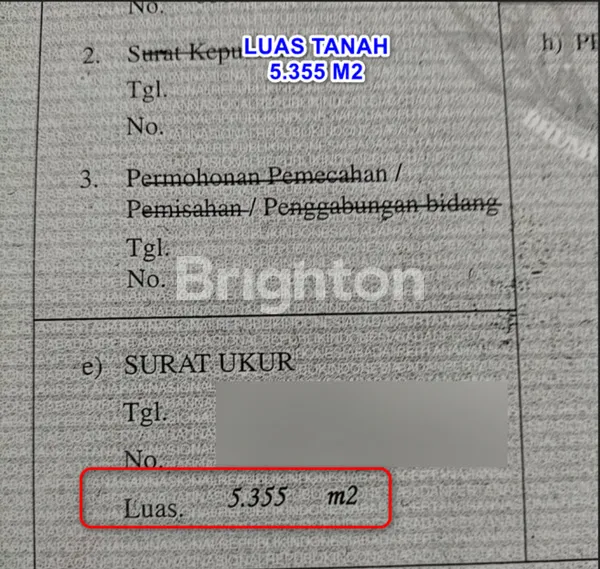 No.
LUAS TANAH
5.355 M2
2. Surat Kepu
Tgl.
No.
h) PE
3. Permohonan Pemecahan /
Pemisahan / Penggabungan bidang
Tgl.
No.
Brighton
e) SURAT UKUR
Tgl.
No.
Luas. 5.355 m2